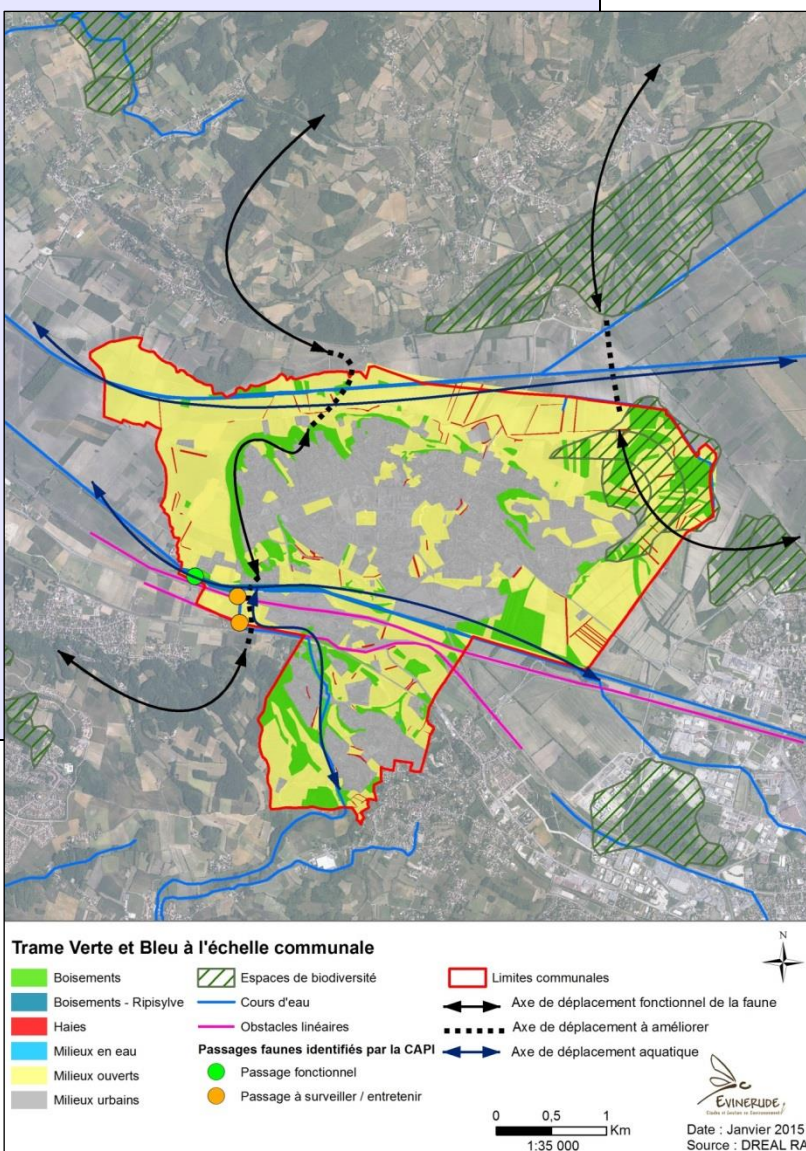 Trame Verte et Bleu à l'échelle communale
Boisements
Boisements - Ripisylve
Haies
Milieux en eau
Milieux ouverts
Milieux urbains
Espaces de biodiversité
Cours d'eau
Obstacles linéaires
Passages faunes identifiés par la CAPI
Passage fonctionnel
Passage à surveiller / entretenir
Limites communales
Axe de déplacement fonctionnel de la faune
Axe de déplacement à améliorer
Axe de déplacement aquatique
N
0 0,5 1
Km
1:35 000
EVINERUDE
Date : Janvier 2015
Source : DREAL RA